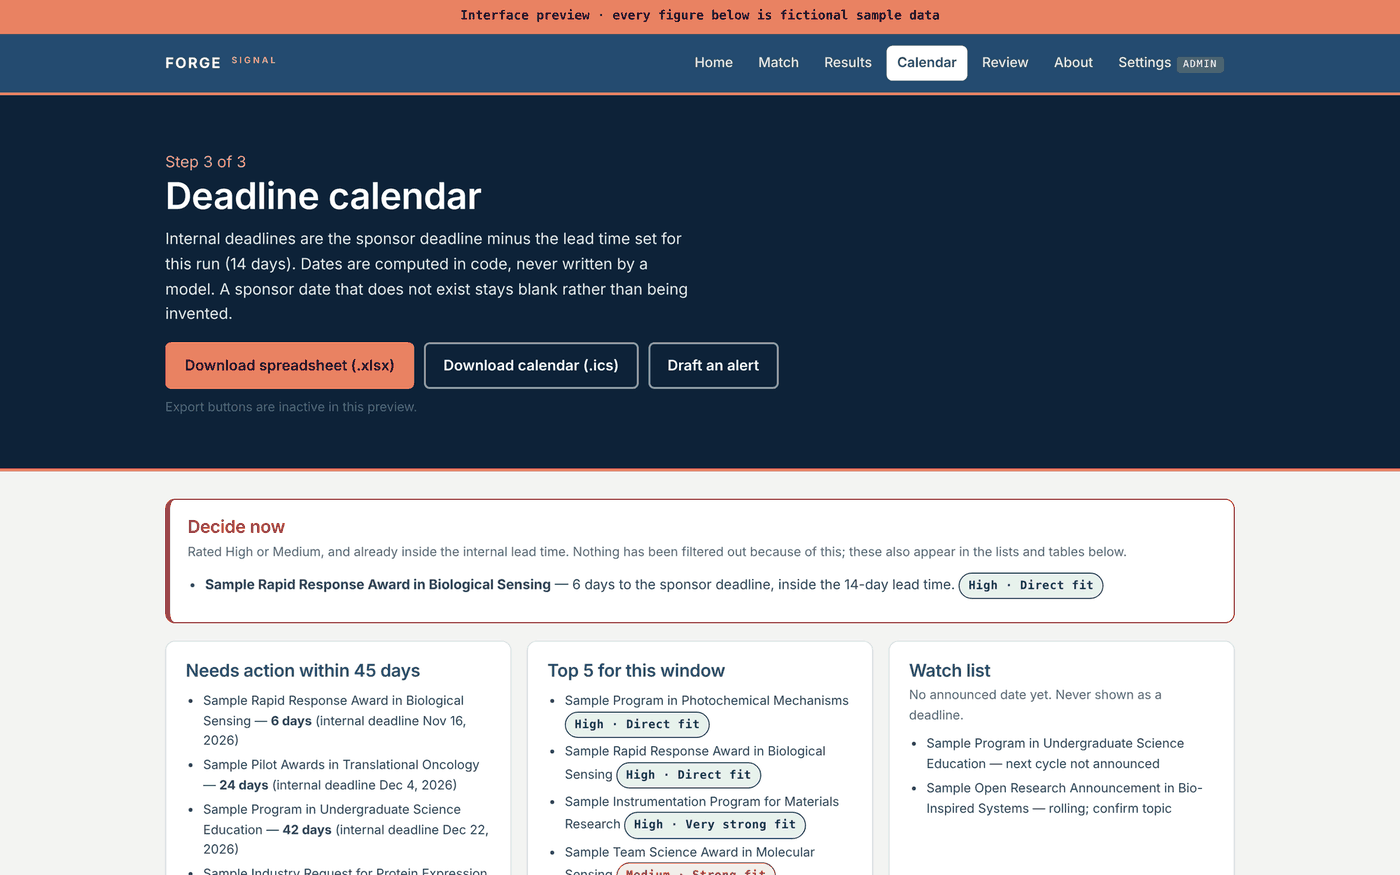 Interface preview · every figure below is fictional sample data
FORGE SIGNAL
Home Match Results Calendar Review About Settings ADMIN
Step 3 of 3
Deadline calendar
Internal deadlines are the sponsor deadline minus the lead time set for
this run (14 days). Dates are computed in code, never written by a
model. A sponsor date that does not exist stays blank rather than being
invented.
Download spreadsheet (.xlsx) Download calendar (.ics) Draft an alert
Export buttons are inactive in this preview.
Decide now
Rated High or Medium, and already inside the internal lead time. Nothing has been filtered out because of this; these also appear in the lists and tables below.
• Sample Rapid Response Award in Biological Sensing — 6 days to the sponsor deadline, inside the 14-day lead time. High · Direct fit
Needs action within 45 days
• Sample Rapid Response Award in Biological
Sensing — 6 days (internal deadline Nov 16,
2026)
• Sample Pilot Awards in Translational Oncology
— 24 days (internal deadline Dec 4, 2026)
• Sample Program in Undergraduate Science
Education — 42 days (internal deadline Dec 22,
2026)
• Sample Industry Request for Protein Expression
Top 5 for this window
• Sample Program in Photochemical Mechanisms
High · Direct fit
• Sample Rapid Response Award in Biological
Sensing High · Direct fit
• Sample Instrumentation Program for Materials
Research High · Very strong fit
• Sample Team Science Award in Molecular
Sensing Medium · Strong fit
Watch list
No announced date yet. Never shown as a
deadline.
• Sample Program in Undergraduate Science
Education — next cycle not announced
• Sample Open Research Announcement in Bio-
Inspired Systems — rolling; confirm topic